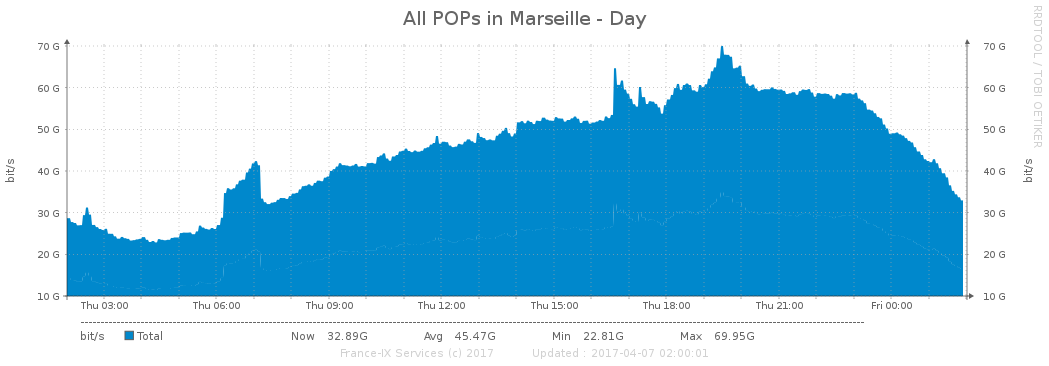 All POPs in Marseille - Day
RRDTOOL / TOBI OETIKER
70 G 70 G
60 G 60 G
50 G 50 G
40 G 40 G
30 G 30 G
20 G 20 G
10 G 10 G
bit/s
bit/s
Thu 03:00 Thu 06:00 Thu 09:00 Thu 12:00 Thu 15:00 Thu 18:00 Thu 21:00 Fri 00:00
bit/s Total Now 32.89G Avg 45.47G Min 22.81G Max 69.95G
France-IX Services (c) 2017 Updated : 2017-04-07 02:00:01